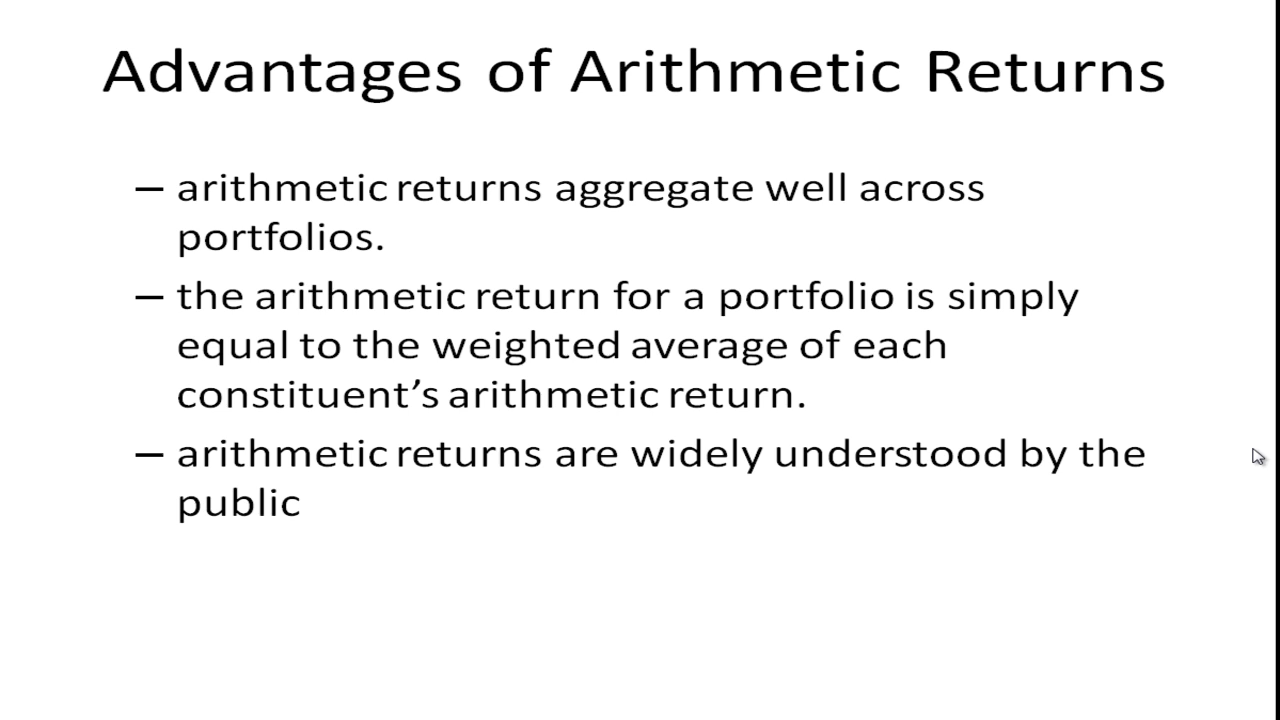 Advantages of Arithmetic Returns
– arithmetic returns aggregate well across
portfolios.
– the arithmetic return for a portfolio is simply
equal to the weighted average of each
constituent’s arithmetic return.
– arithmetic returns are widely understood by the
public